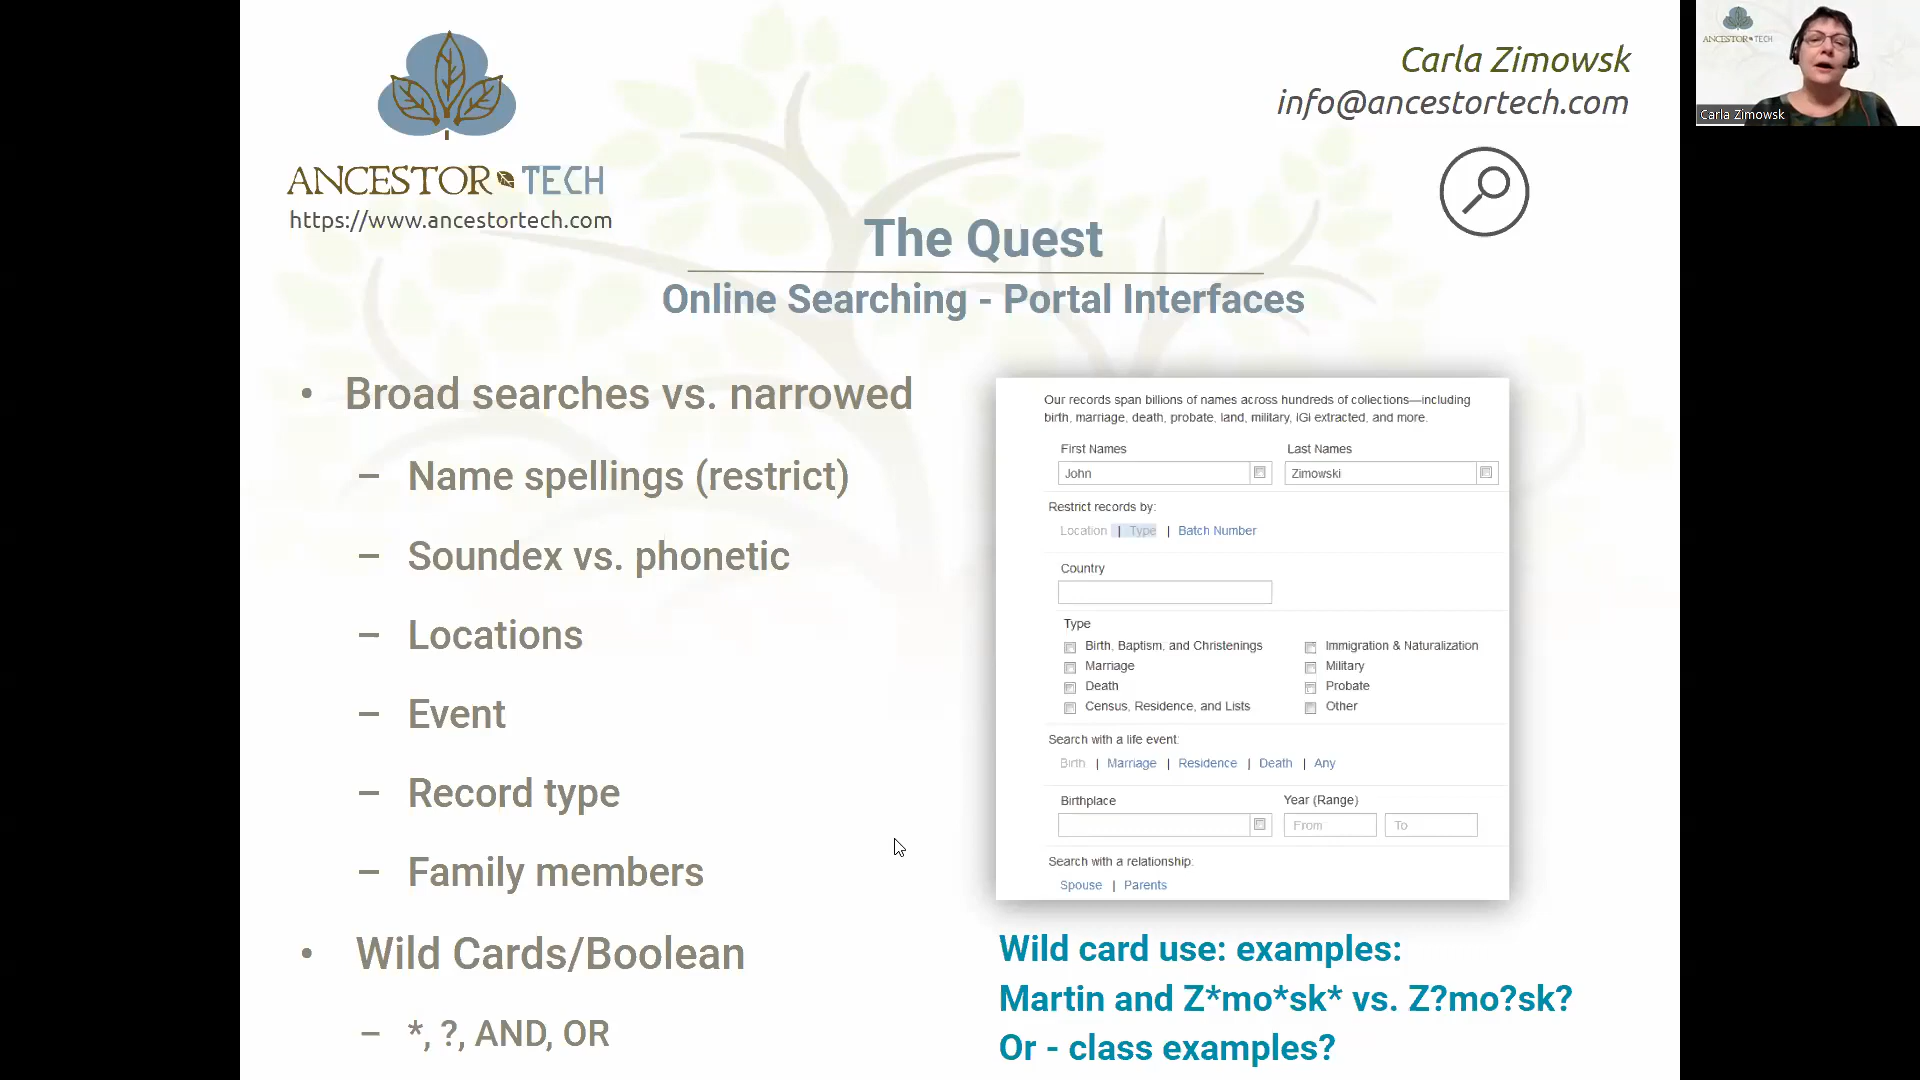 ANCESTOR TECH
https://www.ancestortech.com
Carla Zimowsk
info@ancestortech.com
ANCESTOR TECH
Carla Zimowsk
The Quest
Online Searching - Portal Interfaces
• Broad searches vs. narrowed
– Name spellings (restrict)
– Soundex vs. phonetic
– Locations
– Event
– Record type
– Family members
• Wild Cards/Boolean
– *, ?, AND, OR
Our records span billions of names across hundreds of collections—including
birth, marriage, death, probate, land, military, IGI extracted, and more.
First Names Last Names
John Zimowski
Restrict records by:
Location | Type | Batch Number
Country
Type
Birth, Baptism, and Christenings Immigration & Naturalization
Marriage Military
Death Probate
Census, Residence, and Lists Other
Search with a life event:
Birth | Marriage | Residence | Death | Any
Birthplace Year (Range)
From To
Search with a relationship:
Spouse | Parents
Wild card use: examples:
Martin and Z*mo*sk* vs. Z?mo?sk?
Or - class examples?